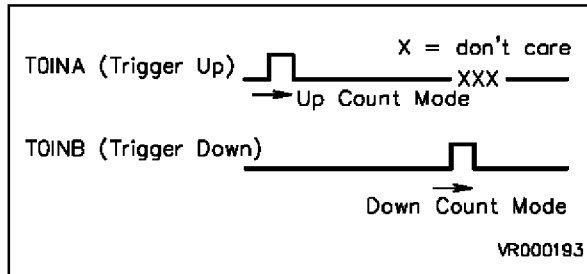 X = don't care
T0INA (Trigger Up)
XXX
Up Count Mode
T0INB (Trigger Down)
Down Count Mode
VR000193